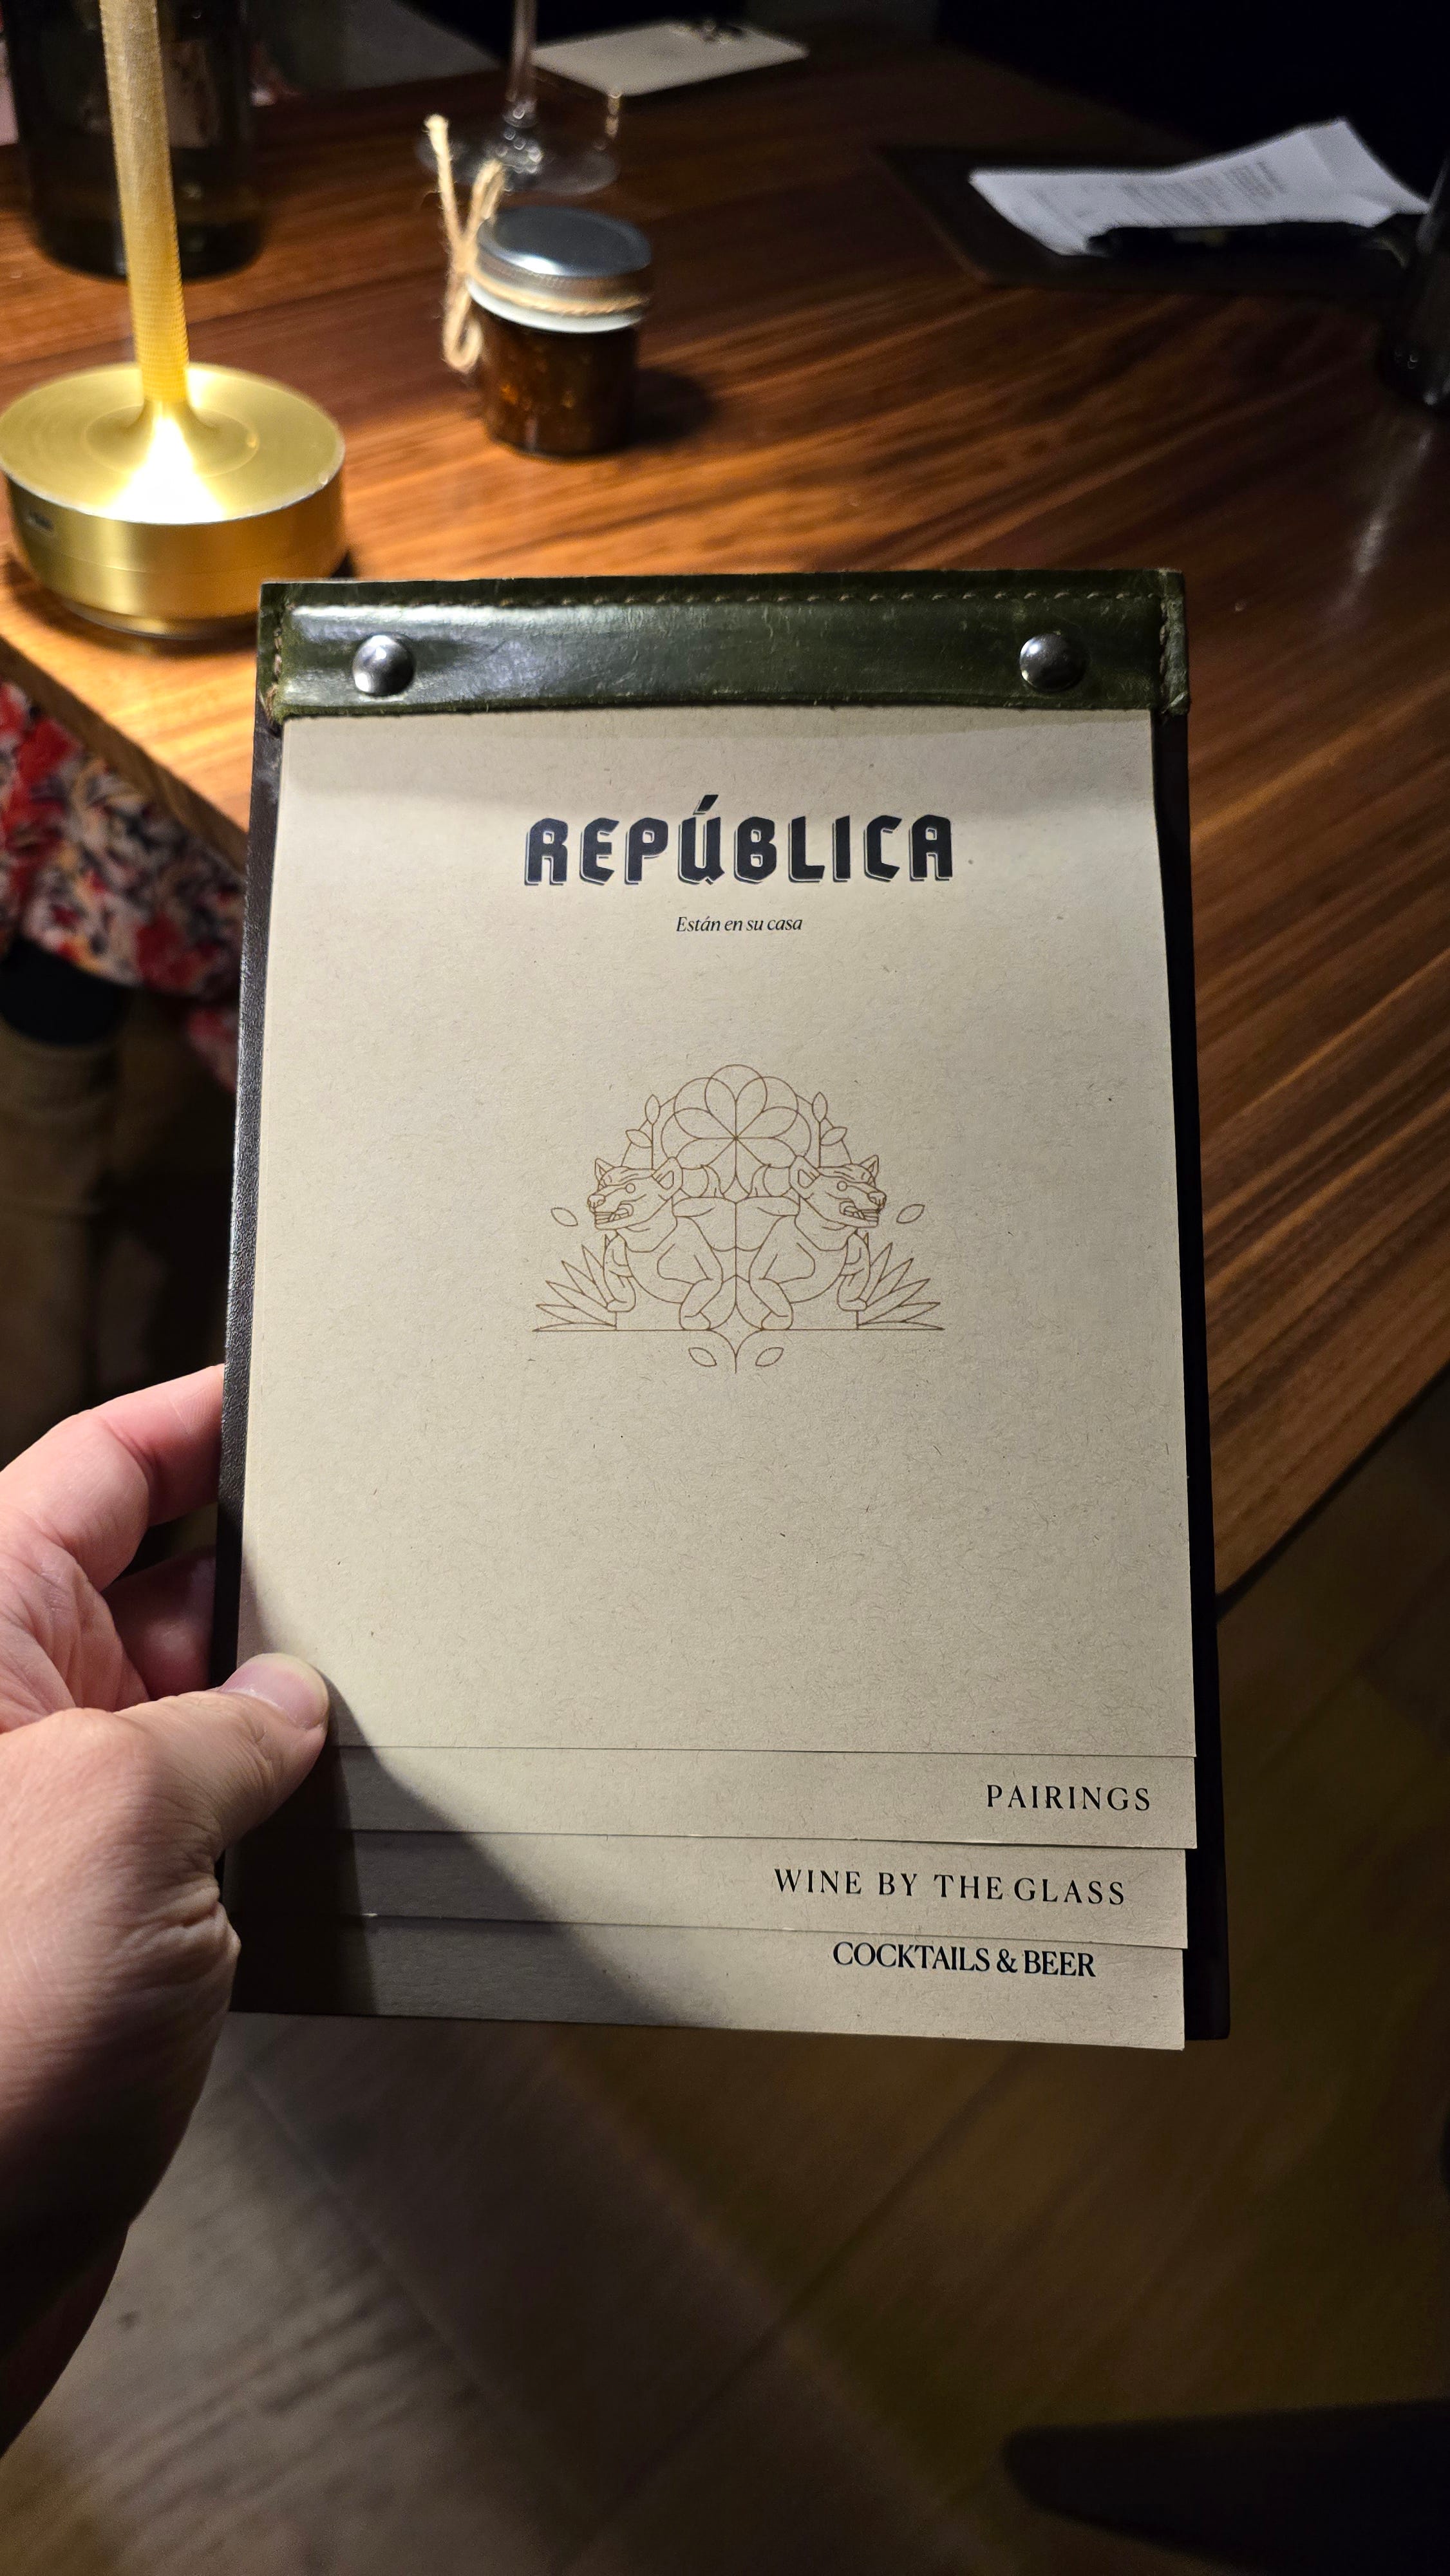 REPÚBLICA
Están en su casa
PAIRINGS
WINE BY THE GLASS
COCKTAILS & BEER